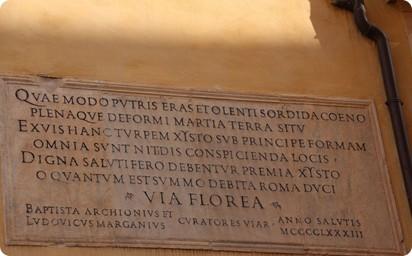 QVAE MODO PVTRIS ERAS ET OLENTI SORDIDA COENO
PLENAQVE DEFORMI MARTIA TERRA SITV
EXVIS HANC TVRPEM XYSTO SVB PRINCIPE FORMAM
OMNIA SVNT NITIDIS CONSPICIENDA LOCIS
DIGNA SALVTIFERO DEBENTVR PREMIA XYSTO
O QVANTVM EST SVMMO DEBITA ROMA DVCI
VIA FLOREA
BAPTISTA ARCHIONIVS ET CVRATORES VIAR · ANNO SALVTIS
LVDOVICVS MARGANIVS MCCCCLXXXIII